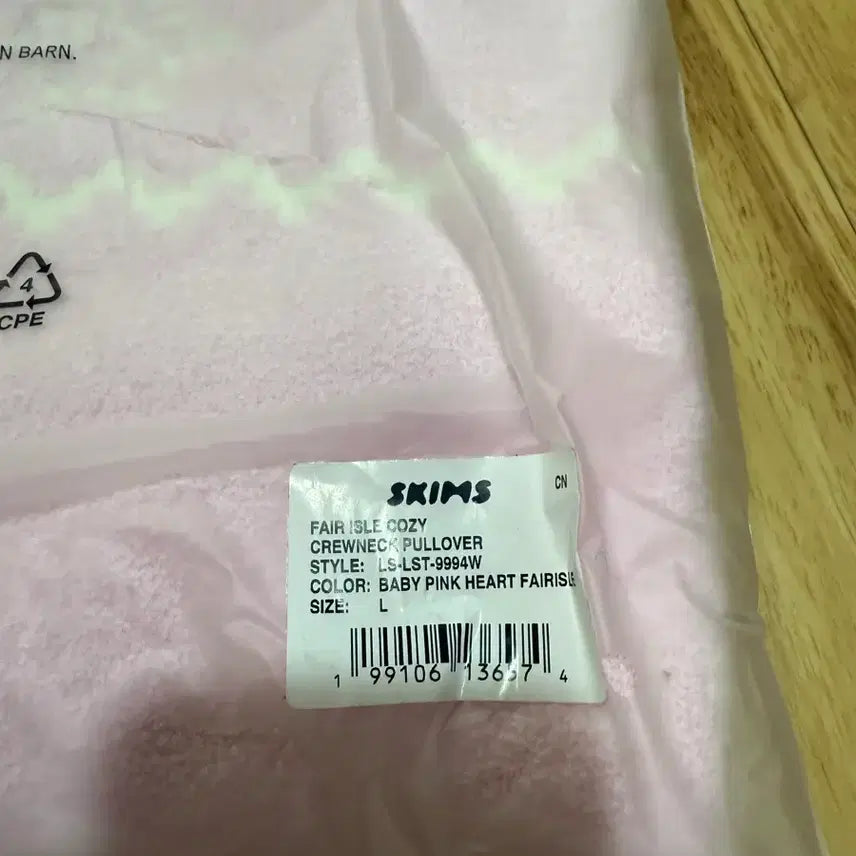 N BARN.
4
CPE
SKIMS
CN
FAIR ISLE COZY
CREWNECK PULLOVER
STYLE: LS-LST-9994W
COLOR: BABY PINK HEART FAIRISLE
SIZE: L
1 99106 13657 4